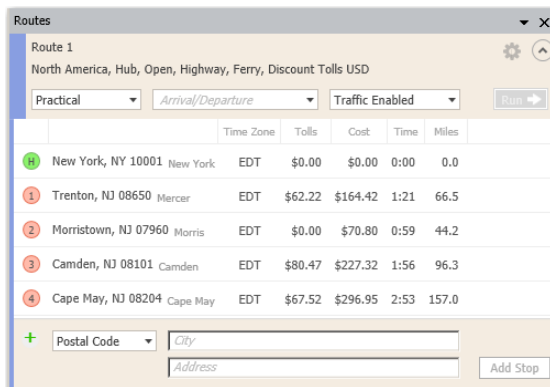 Routes
Route 1
North America, Hub, Open, Highway, Ferry, Discount Tolls USD
Practical Arrival/Departure Traffic Enabled Run
Time Zone Tolls Cost Time Miles
H New York, NY 10001 New York EDT $0.00 $0.00 0:00 0.0
1 Trenton, NJ 08650 Mercer EDT $62.22 $164.42 1:21 66.5
2 Morristown, NJ 07960 Morris EDT $0.00 $70.80 0:59 44.2
3 Camden, NJ 08101 Camden EDT $80.47 $227.32 1:56 96.3
4 Cape May, NJ 08204 Cape May EDT $67.52 $296.95 2:53 157.0
Postal Code City
Address Add Stop